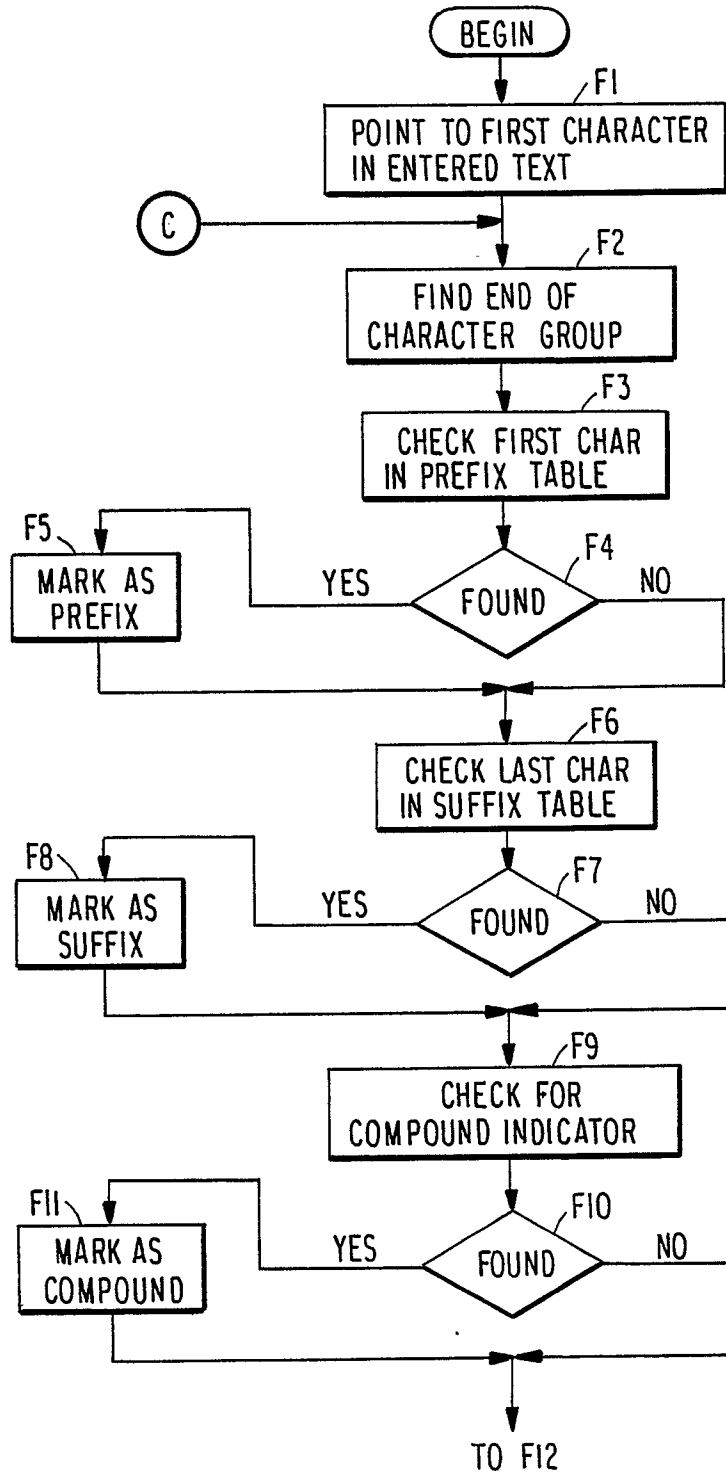 BEGIN
F1
POINT TO FIRST CHARACTER
IN ENTERED TEXT
C
F2
FIND END OF
CHARACTER GROUP
F3
CHECK FIRST CHAR
IN PREFIX TABLE
F4
FOUND
YES
NO
F5
MARK AS
PREFIX
F6
CHECK LAST CHAR
IN SUFFIX TABLE
F7
FOUND
YES
NO
F8
MARK AS
SUFFIX
F9
CHECK FOR
COMPOUND INDICATOR
F10
FOUND
YES
NO
F11
MARK AS
COMPOUND
TO F12